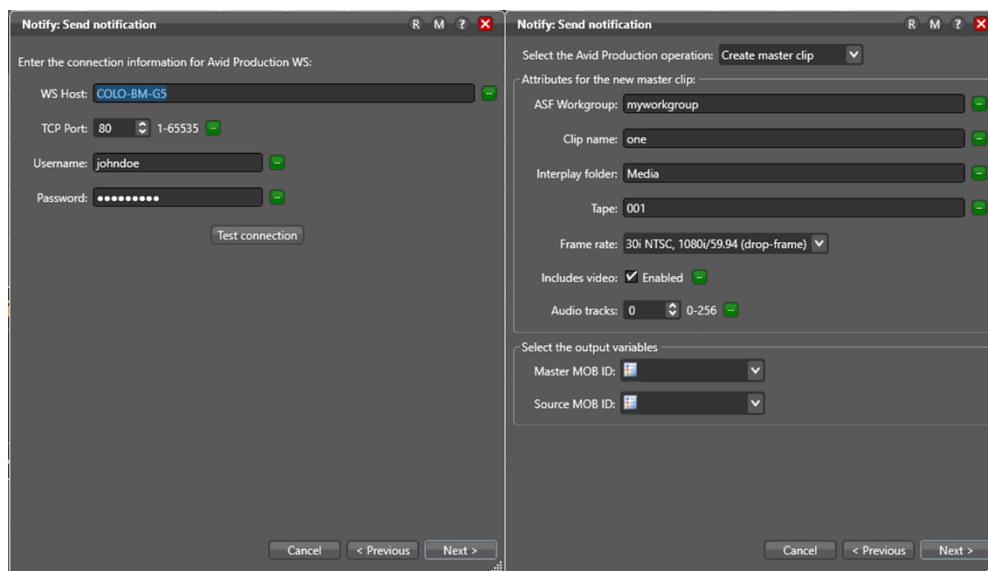 Notify: Send notification
R M ?
Enter the connection information for Avid Production WS:
WS Host: COLO-BM-G5
TCP Port: 80 1-65535
Username: johndoe
Password: ●●●●●●●●●
Test connection
Cancel < Previous Next >
Notify: Send notification
R M ?
Select the Avid Production operation: Create master clip
Attributes for the new master clip:
ASF Workgroup: myworkgroup
Clip name: one
Interplay folder: Media
Tape: 001
Frame rate: 30i NTSC, 1080i/59.94 (drop-frame)
Includes video: Enabled
Audio tracks: 0 0-256
Select the output variables
Master MOB ID:
Source MOB ID:
Cancel < Previous Next >